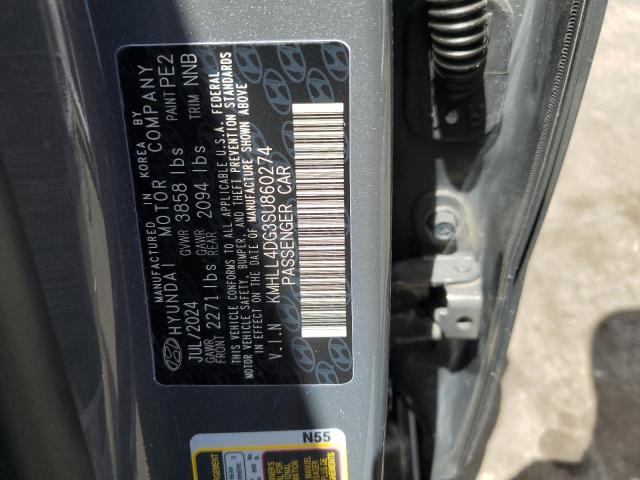 MANUFACTURED IN KOREA BY
HYUNDAI MOTOR COMPANY
JUL/2024 GVWR 3858 lbs PAINT PE2
GAWR FRONT 2271 lbs GAWR REAR 2094 lbs TRIM NNB
THIS VEHICLE CONFORMS TO ALL APPLICABLE U.S.A. FEDERAL
MOTOR VEHICLE SAFETY, BUMPER, AND THEFT PREVENTION STANDARDS
IN EFFECT ON THE DATE OF MANUFACTURE SHOWN ABOVE
V.I.N KMHLL4DG3SU860274
PASSENGER CAR
N55